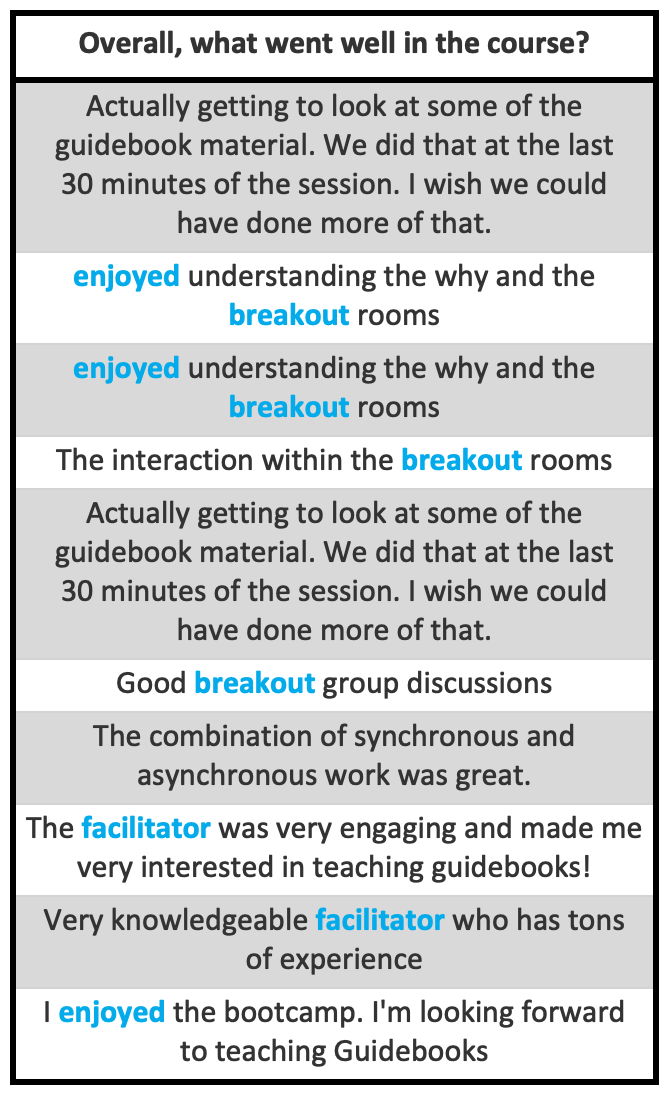 Overall, what went well in the course?
Actually getting to look at some of the
guidebook material. We did that at the last
30 minutes of the session. I wish we could
have done more of that.
enjoyed understanding the why and the
breakout rooms
enjoyed understanding the why and the
breakout rooms
The interaction within the breakout rooms
Actually getting to look at some of the
guidebook material. We did that at the last
30 minutes of the session. I wish we could
have done more of that.
Good breakout group discussions
The combination of synchronous and
asynchronous work was great.
The facilitator was very engaging and made me
very interested in teaching guidebooks!
Very knowledgeable facilitator who has tons
of experience
I enjoyed the bootcamp. I'm looking forward
to teaching Guidebooks